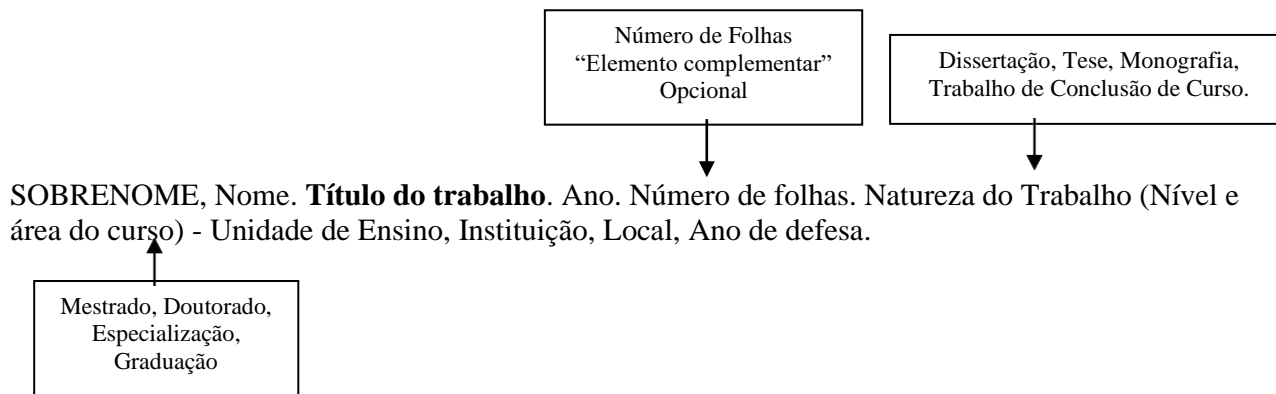 Número de Folhas
“Elemento complementar”
Opcional
Dissertação, Tese, Monografia,
Trabalho de Conclusão de Curso.
SOBRENOME, Nome. Título do trabalho. Ano. Número de folhas. Natureza do Trabalho (Nível e
área do curso) - Unidade de Ensino, Instituição, Local, Ano de defesa.
Mestrado, Doutorado,
Especialização,
Graduação